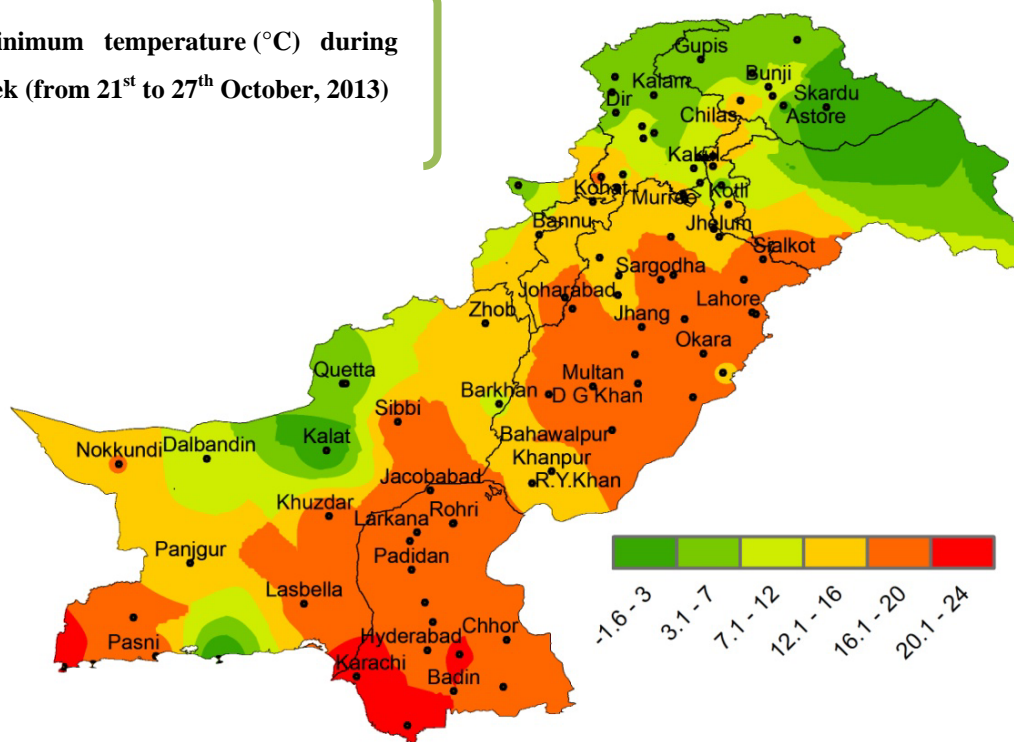 inimum temperature (°C) during
ek (from 21st to 27th October, 2013)
Gupis
Bunji
Kalam
Skardu
Dir
Chilas
Astore
Kakul
Kohat
Kotli
Murree
Bannu
Jhelum
Sialkot
Sargodha
Joharabad
Lahore
Zhob
Jhang
Okara
Quetta
Multan
Barkhan
D G Khan
Sibbi
Kalat
Bahawalpur
Nokkundi
Dalbandin
Khanpur
Jacobabad
R.Y.Khan
Khuzdar
Rohri
Larkana
Panjgur
Padidan
Lasbella
Pasni
Hyderabad
Chhor
Karachi
Badin
-1.6 - 3
3.1 - 7
7.1 - 12
12.1 - 16
16.1 - 20
20.1 - 24